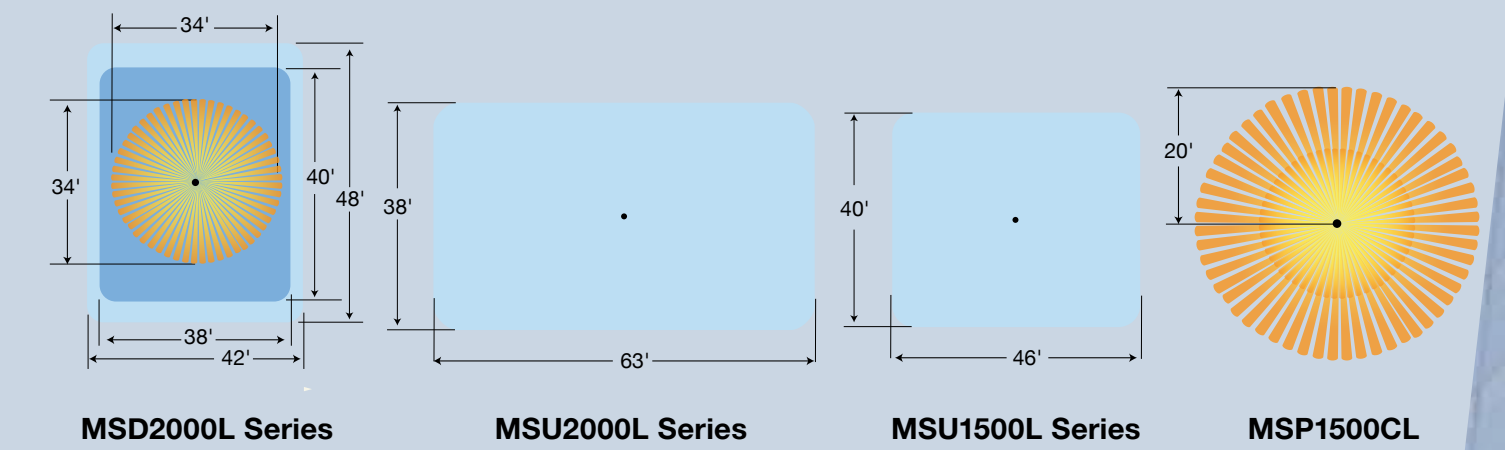 34'
34'
40'
48'
38'
42'
MSD2000L Series
38'
63'
MSU2000L Series
40'
46'
MSU1500L Series
20'
MSP1500CL